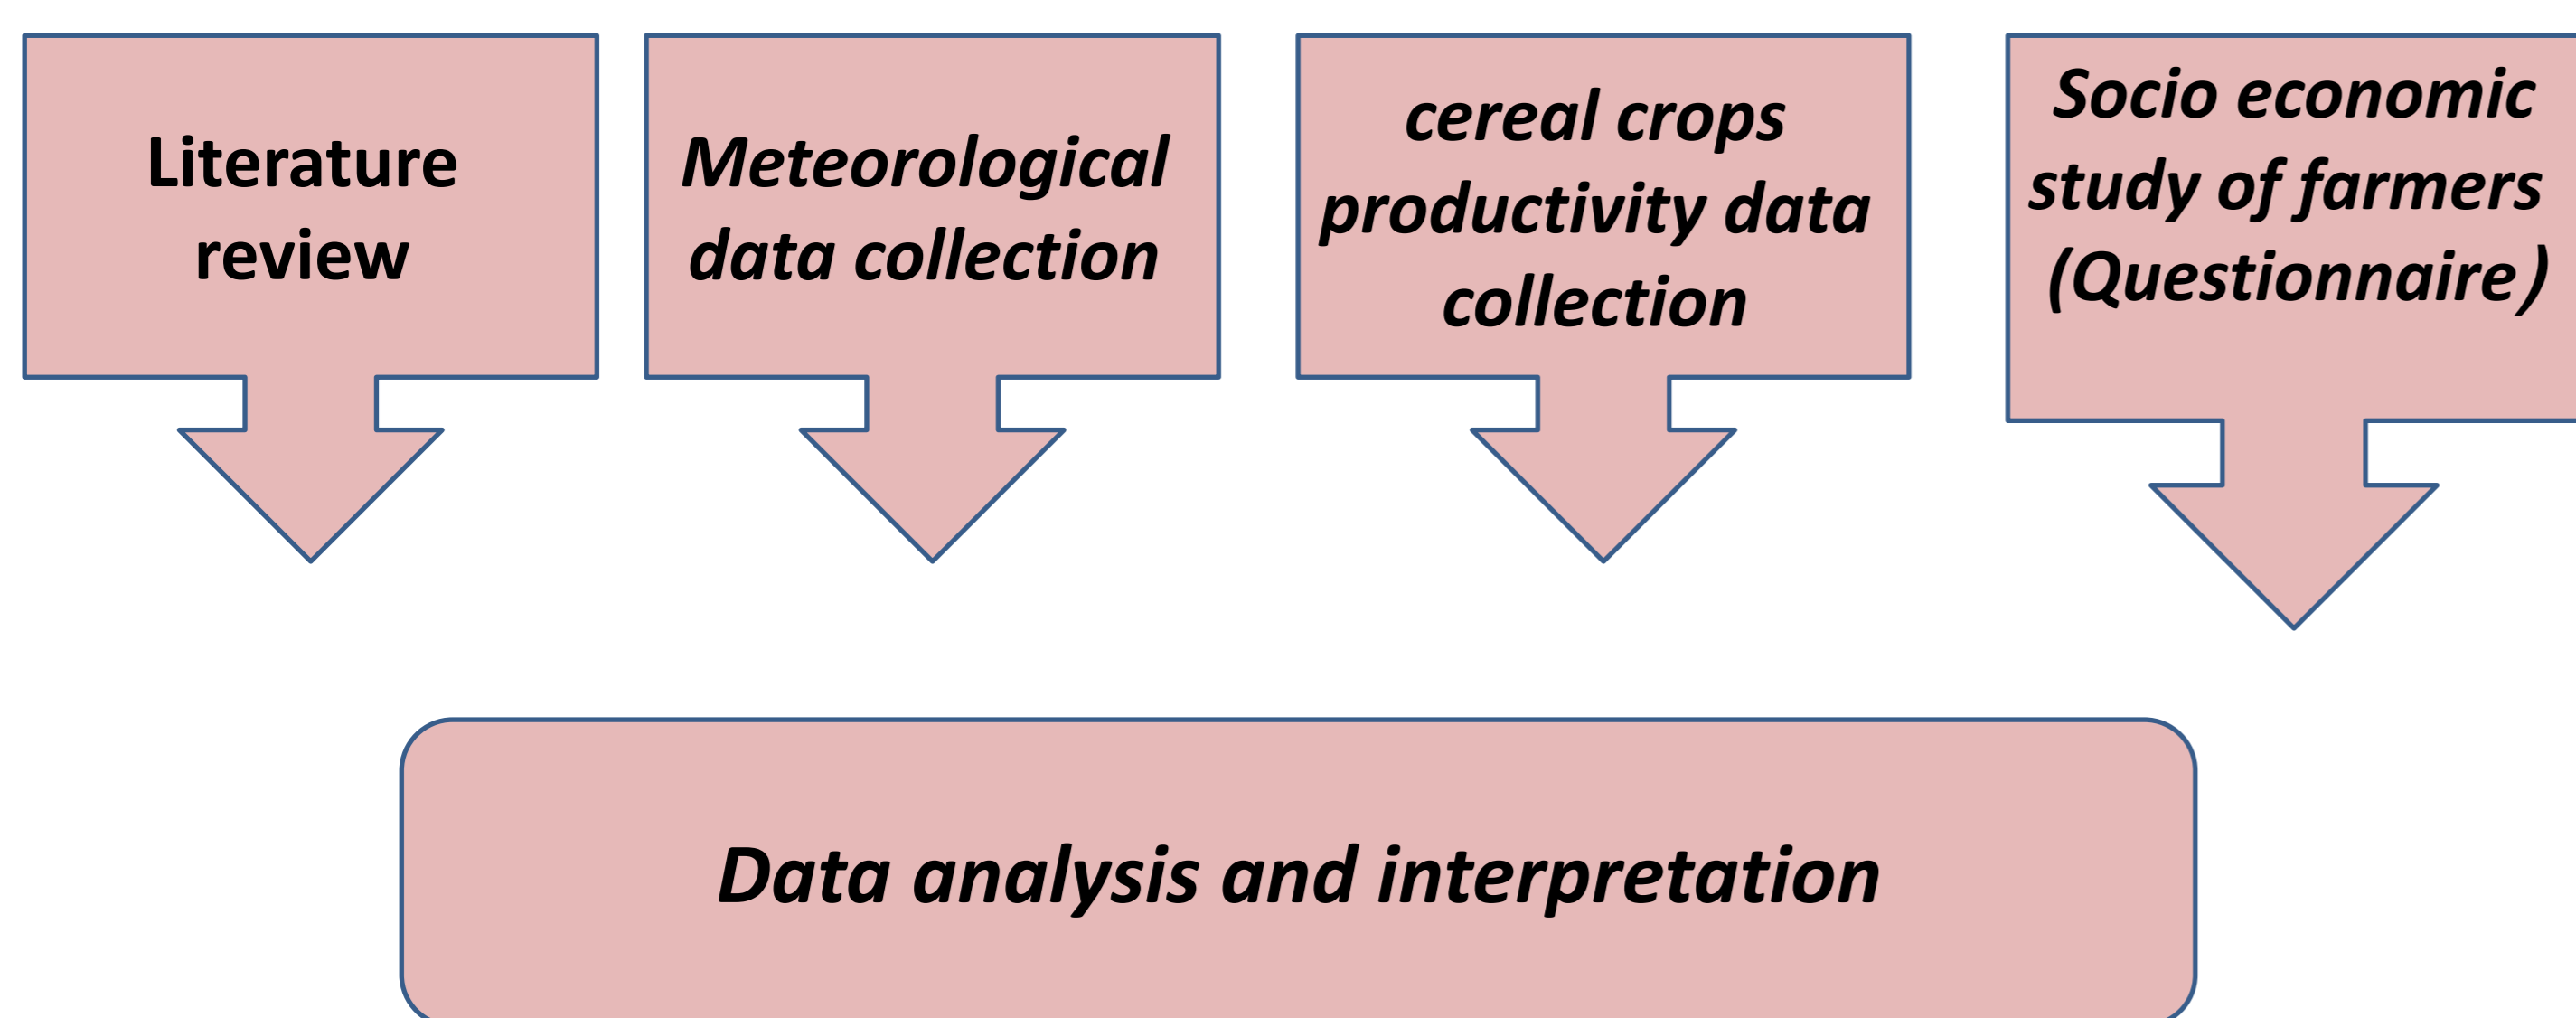 Literature
review
Meteorological
data collection
cereal crops
productivity data
collection
Socio economic
study of farmers
(Questionnaire)
Data analysis and interpretation